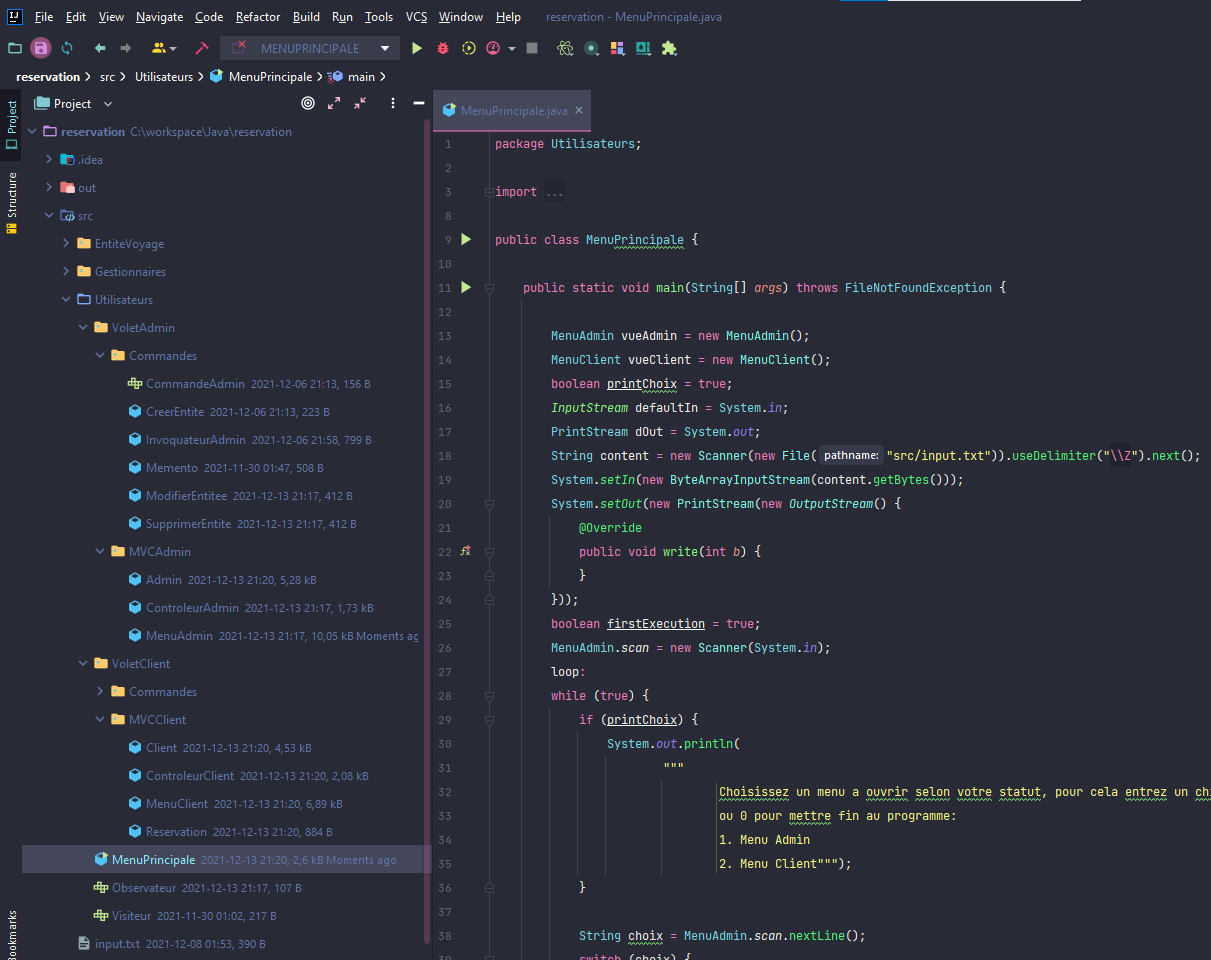 IJ File Edit View Navigate Code Refactor Build Run Tools VCS Window Help reservation - MenuPrincipale.java
MENUPRINCIPALE
reservation src Utilisateurs MenuPrincipale main
Project
Structure
Bookmarks
Project
reservation C:\workspace\Java\reservation
.idea
out
src
EntiteVoyage
Gestionnaires
Utilisateurs
VoletAdmin
Commandes
CommandeAdmin 2021-12-06 21:13, 156 B
CreerEntite 2021-12-06 21:13, 223 B
InvoquateurAdmin 2021-12-06 21:58, 799 B
Memento 2021-11-30 01:47, 508 B
ModifierEntitee 2021-12-13 21:17, 412 B
SupprimerEntite 2021-12-13 21:17, 412 B
MVCAdmin
Admin 2021-12-13 21:20, 5,28 kB
ControleurAdmin 2021-12-13 21:17, 1,73 kB
MenuAdmin 2021-12-13 21:17, 10,05 kB Moments ag
VoletClient
Commandes
MVCClient
Client 2021-12-13 21:20, 4,53 kB
ControleurClient 2021-12-13 21:20, 2,08 kB
MenuClient 2021-12-13 21:20, 6,89 kB
Reservation 2021-12-13 21:20, 884 B
MenuPrincipale 2021-12-13 21:20, 2,6 kB Moments ago
Observateur 2021-12-13 21:17, 107 B
Visiteur 2021-11-30 01:02, 217 B
input.txt 2021-12-08 01:53, 390 B
MenuPrincipale.java
1 package Utilisateurs;
2
3 import ...
8
9 public class MenuPrincipale {
10
11 public static void main(String[] args) throws FileNotFoundException {
12
13 MenuAdmin vueAdmin = new MenuAdmin();
14 MenuClient vueClient = new MenuClient();
15 boolean printChoix = true;
16 InputStream defaultIn = System.in;
17 PrintStream dOut = System.out;
18 String content = new Scanner(new File( pathname: "src/input.txt")).useDelimiter("\\Z").next();
19 System.setIn(new ByteArrayInputStream(content.getBytes()));
20 System.setOut(new PrintStream(new OutputStream() {
21 @Override
22 public void write(int b) {
23 }
24 }));
25 boolean firstExecution = true;
26 MenuAdmin.scan = new Scanner(System.in);
27 loop:
28 while (true) {
29 if (printChoix) {
30 System.out.println(
31 """
32 Choisissez un menu a ouvrir selon votre statut, pour cela entrez un chi
33 ou 0 pour mettre fin au programme:
34 1. Menu Admin
35 2. Menu Client""");
36 }
37
38 String choix = MenuAdmin.scan.nextLine();
39 switch (choix) {